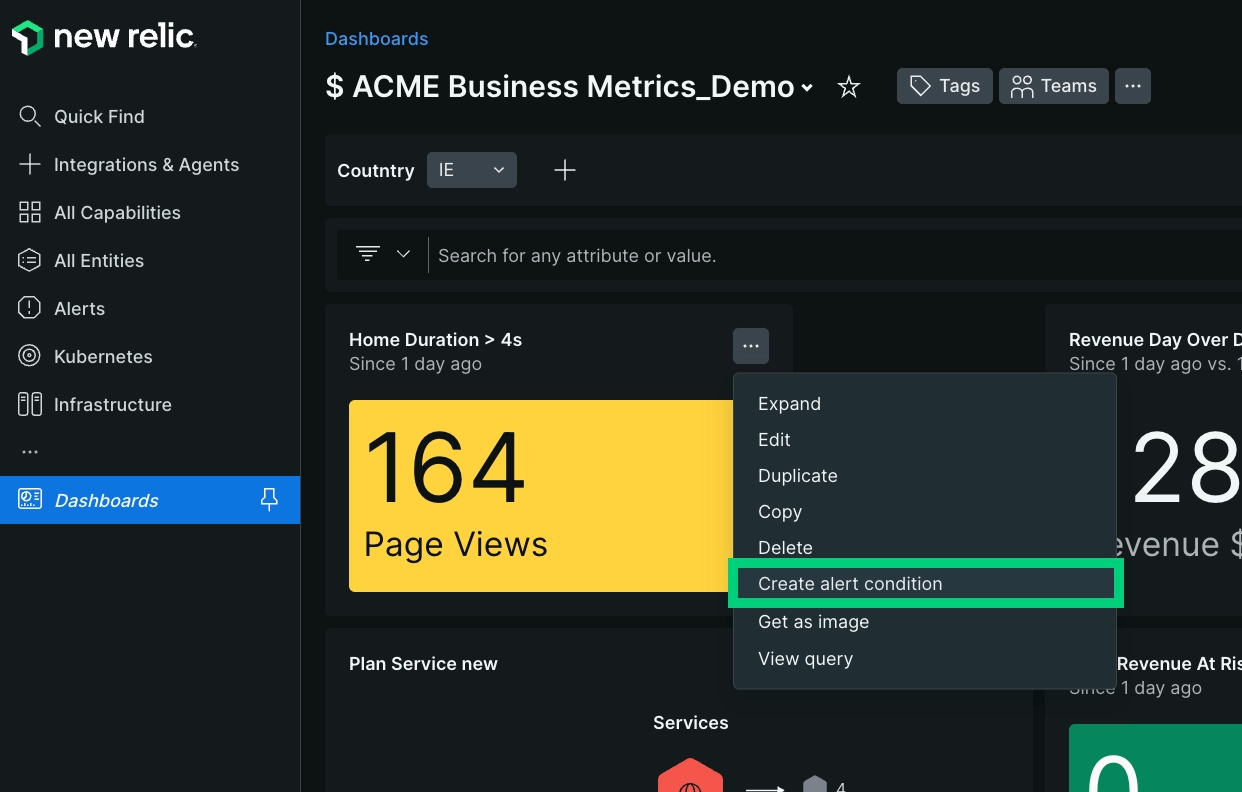 new relic
Quick Find
Integrations & Agents
All Capabilities
All Entities
Alerts
Kubernetes
Infrastructure
...
Dashboards
Dashboards
$ ACME Business Metrics_Demo
Tags
Teams
...
Coutntry
IE
Search for any attribute or value.
Home Duration > 4s
Since 1 day ago
...
164
Page Views
Expand
Edit
Duplicate
Copy
Delete
Create alert condition
Get as image
View query
Revenue Day Over D
Since 1 day ago vs. 1
28
evenue $
Plan Service new
Services
4
Revenue At Ris
Since 1 day ago
0